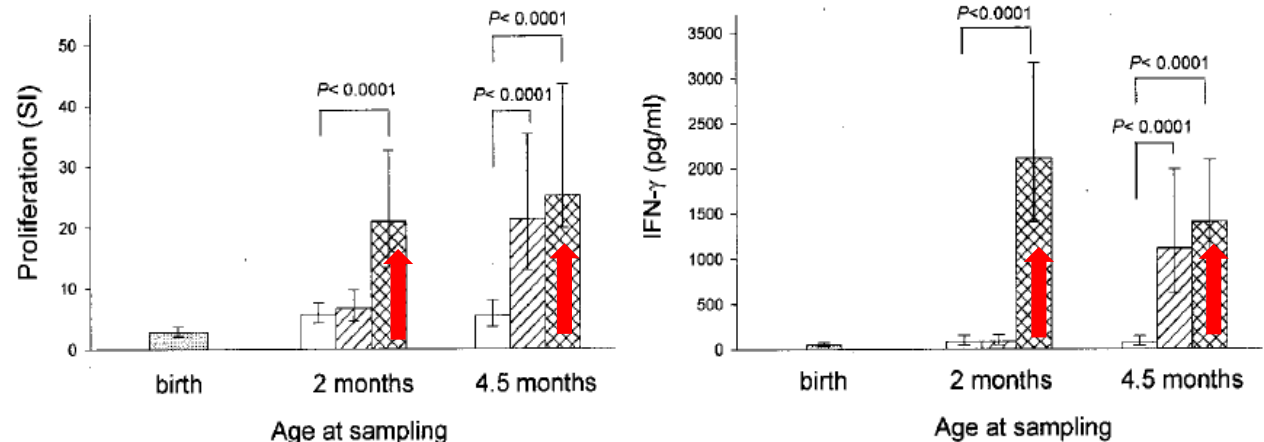 P< 0.0001
P< 0.0001
P< 0.0001
50
40
30
20
10
0
Proliferation (SI)
birth
2 months
4.5 months
Age at sampling
P<0.0001
P< 0.0001
P< 0.0001
3500
3000
2500
2000
1500
1000
500
0
IFN-γ (pg/ml)
birth
2 months
4.5 months
Age at sampling